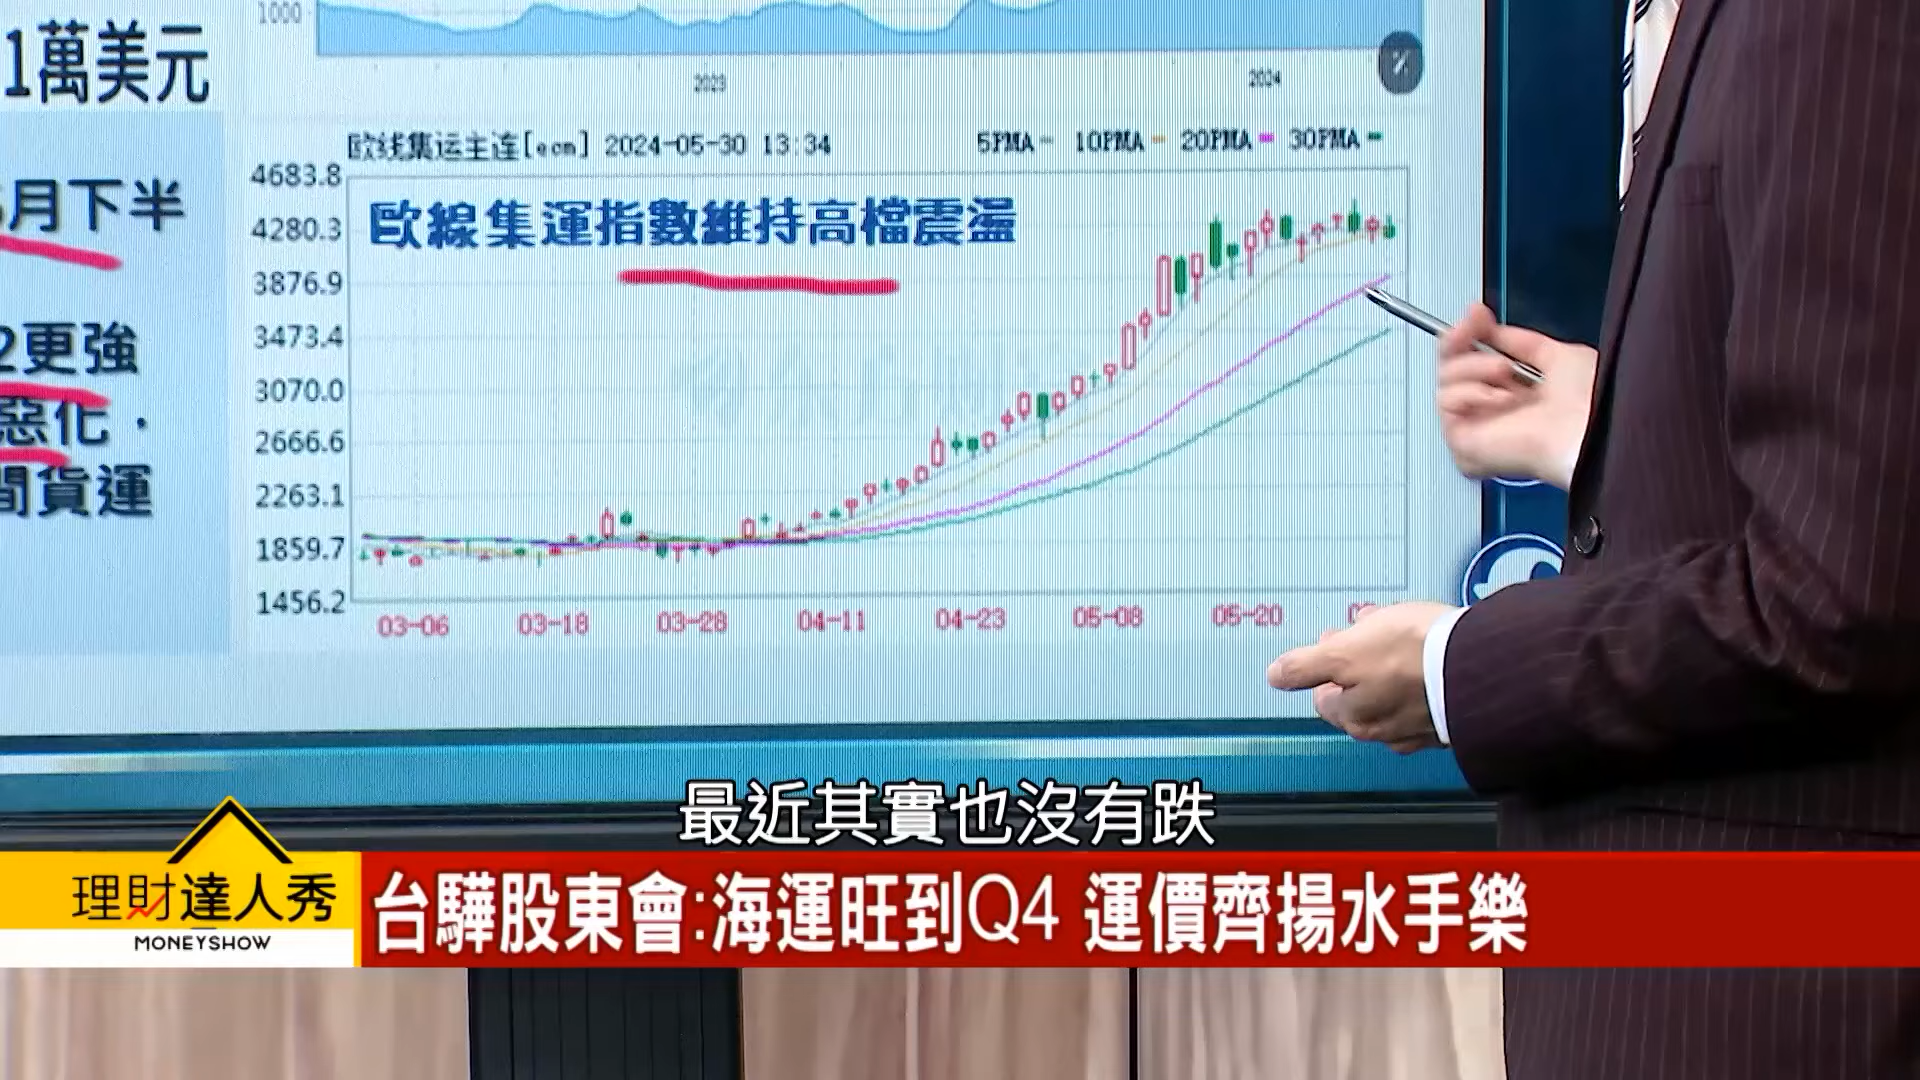 1000
1萬美元
2023
2024
欧线集运主连[ecm] 2024-05-30 13:34
5PMA 10PMA 20PMA 30PMA
4683.8
4280.3
3876.9
3473.4
3070.0
2666.6
2263.1
1859.7
1456.2
歐線集運指數維持高檔震盪
月下半
2更強
惡化，
間貨運
03-06 03-18 03-28 04-11 04-23 05-08 05-20
最近其實也沒有跌
理財達人秀
MONEYSHOW
台驊股東會:海運旺到Q4 運價齊揚水手樂